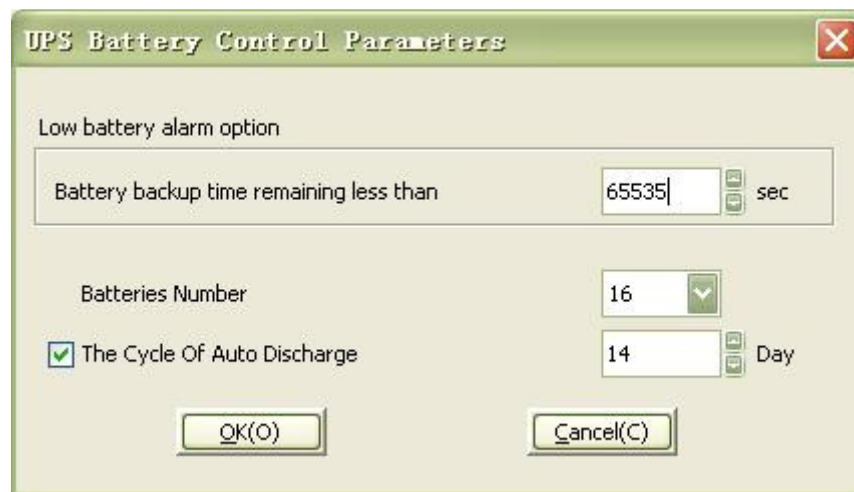 UPS Battery Control Parameters
Low battery alarm option
Battery backup time remaining less than 65535 sec
Batteries Number 16
The Cycle Of Auto Discharge 14 Day
OK(O) Cancel(C)